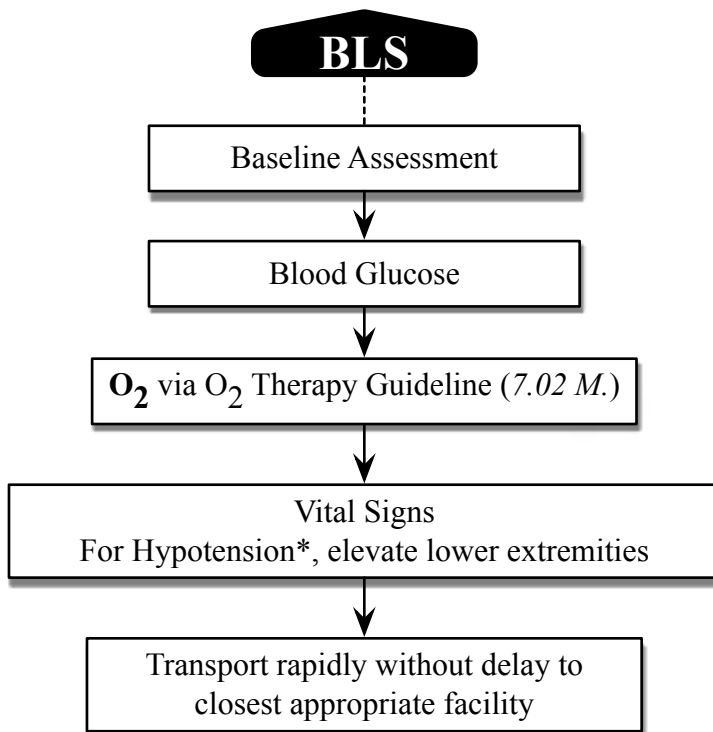 BLS
Baseline Assessment
Blood Glucose
O2 via O2 Therapy Guideline (7.02 M.)
Vital Signs
For Hypotension*, elevate lower extremities
Transport rapidly without delay to
closest appropriate facility